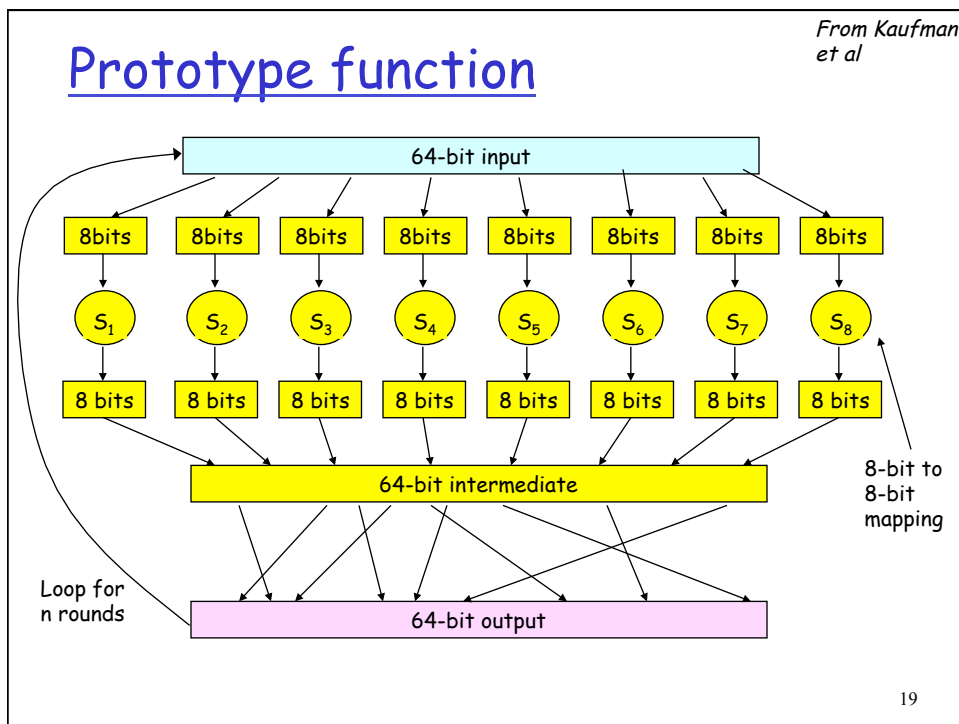 From Kaufman
et al
Prototype function
64-bit input
8bits 8bits 8bits 8bits 8bits 8bits 8bits 8bits
S1 S2 S3 S4 S5 S6 S7 S8
8 bits 8 bits 8 bits 8 bits 8 bits 8 bits 8 bits 8 bits
64-bit intermediate
8-bit to
8-bit
mapping
Loop for
n rounds
64-bit output
19